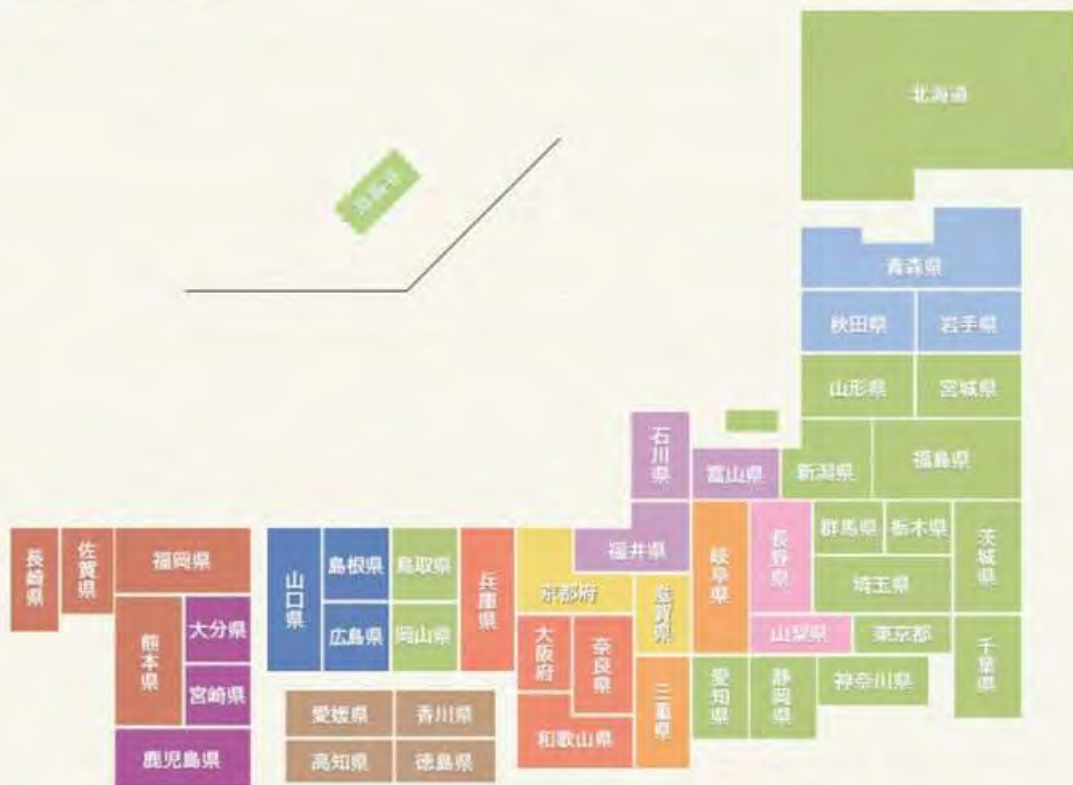 北海道
青森県
秋田県
岩手県
山形県
宮城県
石川県
富山県
新潟県
福島県
長崎県
佐賀県
福岡県
山口県
島根県
鳥取県
兵庫県
京都府
福井県
滋賀県
岐阜県
長野県
群馬県
栃木県
茨城県
埼玉県
熊本県
大分県
広島県
岡山県
大阪府
奈良県
山梨県
東京都
千葉県
宮崎県
三重県
愛知県
静岡県
神奈川県
愛媛県
香川県
和歌山県
鹿児島県
高知県
徳島県